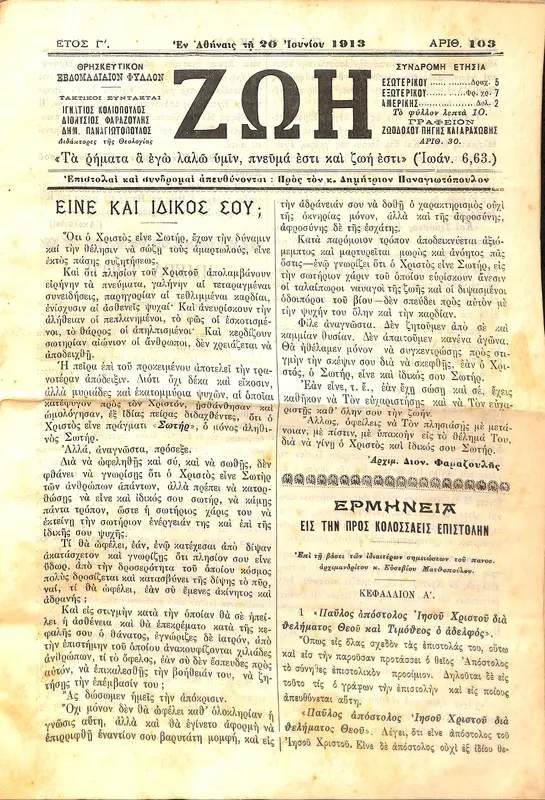 ΕΤΟΣ Γ΄.
Ἐν Ἀθήναις τῇ 20 Ἰουνίου 1913
ΑΡΙΘ. 103
ΘΡΗΣΚΕΥΤΙΚΟΝ
ΕΒΔΟΜΑΔΙΑΙΟΝ ΦΥΛΛΟΝ
ΤΑΚΤΙΚΟΙ ΣΥΝΤΑΚΤΑΙ
ΙΓΝΑΤΙΟΣ ΚΟΛΙΟΠΟΥΛΟΣ
ΔΙΟΝΥΣΙΟΣ ΦΑΡΑΖΟΥΛΗΣ
ΔΗΜ. ΠΑΝΑΓΙΩΤΟΠΟΥΛΟΣ
Διδάκτορες τῆς Θεολογίας
ΖΩΗ
ΣΥΝΔΡΟΜΗ ΕΤΗΣΙΑ
ΕΣΩΤΕΡΙΚΟΥ ........ Δραχ. 5
ΕΞΩΤΕΡΙΚΟΥ ........ Φρ. χρ. 7
ΑΜΕΡΙΚΗΣ ........ Δολ. 2
Τὸ φύλλον λεπτὰ 10.
ΓΡΑΦΕΙΟΝ
ΖΩΟΔΟΧΟΥ ΠΗΓΗΣ ΚΑΙ ΑΡΑΧΩΒΗΣ
ΑΡΙΘ. 30.
«Τὰ ῥήματα ἃ ἐγὼ λαλῶ ὑμῖν, πνεῦμά ἐστι καὶ ζωή ἐστι» (Ἰωάν. 6,63.)
Ἐπιστολαὶ καὶ συνδρομαὶ ἀπευθύνονται : Πρὸς τὸν κ. Δημήτριον Παναγιωτόπουλον
ΕΙΝΕ ΚΑΙ ΙΔΙΚΟΣ ΣΟΥ;
Ὅτι ὁ Χριστὸς εἶνε Σωτήρ, ἔχων τὴν δύναμιν
καὶ τὴν θέλησιν νὰ σώζῃ τοὺς ἁμαρτωλούς, εἶνε
ἐκτὸς πάσης συζητήσεως.
Καὶ ὅτι πλησίον τοῦ Χριστοῦ ἀπολαμβάνουν
εἰρήνην τὰ πνεύματα, γαλήνην αἱ τεταραγμέναι
συνειδήσεις, παρηγορίαν αἱ τεθλιμμέναι καρδίαι,
ἐνίσχυσιν αἱ ἀσθενεῖς ψυχαί· Καὶ ἀνευρίσκουν τὴν
ἀλήθειαν οἱ πεπλανημένοι, τὸ φῶς οἱ ἐσκοτισμέ-
νοι, τὸ θάρρος οἱ ἀπηλπισμένοι· Καὶ κερδίζουν
σωτηρίαν αἰώνιον οἱ ἄνθρωποι, δὲν χρειάζεται νὰ
ἀποδειχθῇ.
Ἡ πεῖρα ἐπὶ τοῦ προκειμένου ἀποτελεῖ τὴν τρα-
νοτέραν ἀπόδειξιν. Διότι ὄχι δέκα καὶ εἴκοσιν,
ἀλλὰ μυριάδες καὶ ἑκατομμύρια ψυχῶν, αἱ ὁποῖαι
κατέφυγον πρὸς τὸν Χριστόν, ᾐσθάνθησαν καὶ
ὡμολόγησαν, ἐξ ἰδίας πείρας διδαχθέντες, ὅτι ὁ
Χριστὸς εἶνε πράγματι «Σωτήρ», ὁ μόνος ἀληθι-
νὸς Σωτήρ.
Ἀλλά, ἀναγνῶστα, πρόσεξε.
Διὰ νὰ ὠφεληθῇς καὶ σύ, καὶ νὰ σωθῇς, δὲν
φθάνει νὰ γνωρίσῃς ὅτι ὁ Χριστὸς εἶνε Σωτὴρ
τῶν ἀνθρώπων ἁπάντων, ἀλλὰ πρέπει νὰ κατορ-
θώσῃς νὰ εἶνε καὶ ἰδικός σου σωτήρ, νὰ κάμῃς
πάντα τρόπον, ὥστε ἡ σωτήριος χάρις του νὰ
ἐκτείνῃ τὴν σωτήριον ἐνέργειάν της καὶ ἐπὶ τῆς
ἰδικῆς σου ψυχῆς.
Τί θὰ ὠφέλει, ἐάν, ἐνῷ κατέχεσαι ἀπὸ δίψαν
ἀκατάσχετον καὶ γνωρίζῃς ὅτι πλησίον σου εἶνε
ὕδωρ, ἀπὸ τὴν δροσερότητα τοῦ ὁποίου κόσμος
πολὺς δροσίζεται καὶ κατασβύνει τῆς δίψης τὸ πῦρ,
ναί, τί θὰ ὠφέλει, ἐὰν σὺ ἔμενες ἀκίνητος καὶ
ἀδρανής ;
Καὶ εἰς στιγμὴν κατὰ τὴν ὁποίαν θὰ σὲ ἠπεί-
λει ἡ ἀσθένεια καὶ θὰ ἐπεκρέματο κατὰ τῆς κε-
φαλῆς σου ὁ θάνατος, ἐγνώριζες δὲ ἰατρόν, ἀπὸ
τὴν ἐπιστήμην τοῦ ὁποίου ἀνακουφίζονται χιλιάδες
ἀνθρώπων, τί τὸ ὄφελος, ἐὰν σὺ δὲν ἔσπευδες πρὸς
αὐτόν, νὰ ἐπικαλεσθῇς τὴν βοήθειάν του, νὰ ζη-
τήσῃς τὴν ἐπέμβασίν του ;
Ἂς δώσωμεν ἡμεῖς τὴν ἀπόκρισιν.
Ὄχι μόνον δὲν θὰ ὠφέλει καθ' ὁλοκληρίαν ἡ
γνῶσις αὕτη, ἀλλὰ καὶ θὰ ἐγίνετο ἀφορμὴ νὰ
ἐπιρριφθῇ ἐναντίον σου βαρυτάτη μομφή, καὶ εἰς
τὴν ἀδράνειάν σου νὰ δοθῇ ὁ χαρακτηρισμὸς οὐχὶ
τῆς ὀκνηρίας μόνον, ἀλλὰ καὶ τῆς ἀφροσύνης,
ἀφροσύνης δὲ τῆς ἐσχάτης.
Κατὰ παρόμοιον τρόπον ἀποδεικνύεται ἀξιό-
μεμπτος καὶ μαρτυρεῖται μωρὸς καὶ ἀνόητος πᾶς
ὅστις—ἐνῷ γνωρίζει ὅτι ὁ Χριστὸς εἶνε Σωτήρ, εἰς
τὴν σωτήριον χάριν τοῦ ὁποίου εὑρίσκουν ἄνεσιν
οἱ ταλαίπωροι ναυαγοὶ τῆς ζωῆς καὶ οἱ διψασμένοι
ὁδοιπόροι τοῦ βίου—δὲν σπεύδει πρὸς αὐτὸν μὲ
τὴν ψυχήν του ὅλην καὶ τὴν καρδίαν.
Φίλε ἀναγνῶστα. Δὲν ζητοῦμεν ἀπὸ σὲ καὶ
καμμίαν θυσίαν. Δὲν ἀπαιτοῦμεν κανένα ἀγῶνα.
Θὰ ἠθέλαμεν μόνον νὰ συγκεντρώσῃς πρὸς στι-
γμὴν τὴν σκέψιν σου διὰ νὰ σκεφθῇς, ἐὰν ὁ Χρι-
στός, ὁ Σωτήρ, εἶνε καὶ ἰδικός σου Σωτήρ.
Ἐὰν εἶνε, τ. ἔ., ἐὰν ἔχῃ σώσῃ καὶ σέ, ἔχεις
καθῆκον νὰ Τὸν εὐχαριστήσῃς καὶ νὰ Τὸν εὐχα-
ριστῇς καθ' ὅλην σου τὴν ζωήν.
Ἄλλως, ὀφείλεις νὰ Τὸν πλησιάσῃς μὲ μετά-
νοιαν, μὲ πίστιν, μὲ ὑπακοὴν εἰς τὸ θέλημά Του,
διὰ νὰ γίνῃ ὁ Χριστὸς καὶ ἰδικός σου Σωτήρ.
Ἀρχιμ. Διον. Φαραζουλῆς
ΕΡΜΗΝΕΙΑ
ΕΙΣ ΤΗΝ ΠΡΟΣ ΚΟΛΟΣΣΑΕΙΣ ΕΠΙΣΤΟΛΗΝ
Ἐπὶ τῇ βάσει τῶν ἰδιαιτέρων σημειώσεων τοῦ πανοσ.
ἀρχιμανδρίτου κ. Εὐσεβίου Ματθοπούλου.
ΚΕΦΑΛΑΙΟΝ Α΄.
1 «Παῦλος ἀπόστολος Ἰησοῦ Χριστοῦ διὰ
θελήματος Θεοῦ καὶ Τιμόθεος ὁ ἀδελφός».
Ὅπως εἰς ὅλας σχεδὸν τὰς ἐπιστολάς του, οὕτω
καὶ εἰς τὴν παροῦσαν προτάσσει ὁ θεῖος Ἀπόστολος
τὸ σύνηθες ἐπιστολικὸν προοίμιον. Δηλοῦται δὲ εἰς
τοῦτο τίς ὁ γράφων τὴν ἐπιστολὴν καὶ εἰς ποίους
ἀπευθύνεται αὕτη.
«Παῦλος ἀπόστολος Ἰησοῦ Χριστοῦ διὰ
θελήματος Θεοῦ». Λέγει, ὅτι εἶνε ἀπόστολος τοῦ
Ἰησοῦ Χριστοῦ. Εἶνε δὲ ἀπόστολος οὐχὶ ἐξ ἰδίου θε-